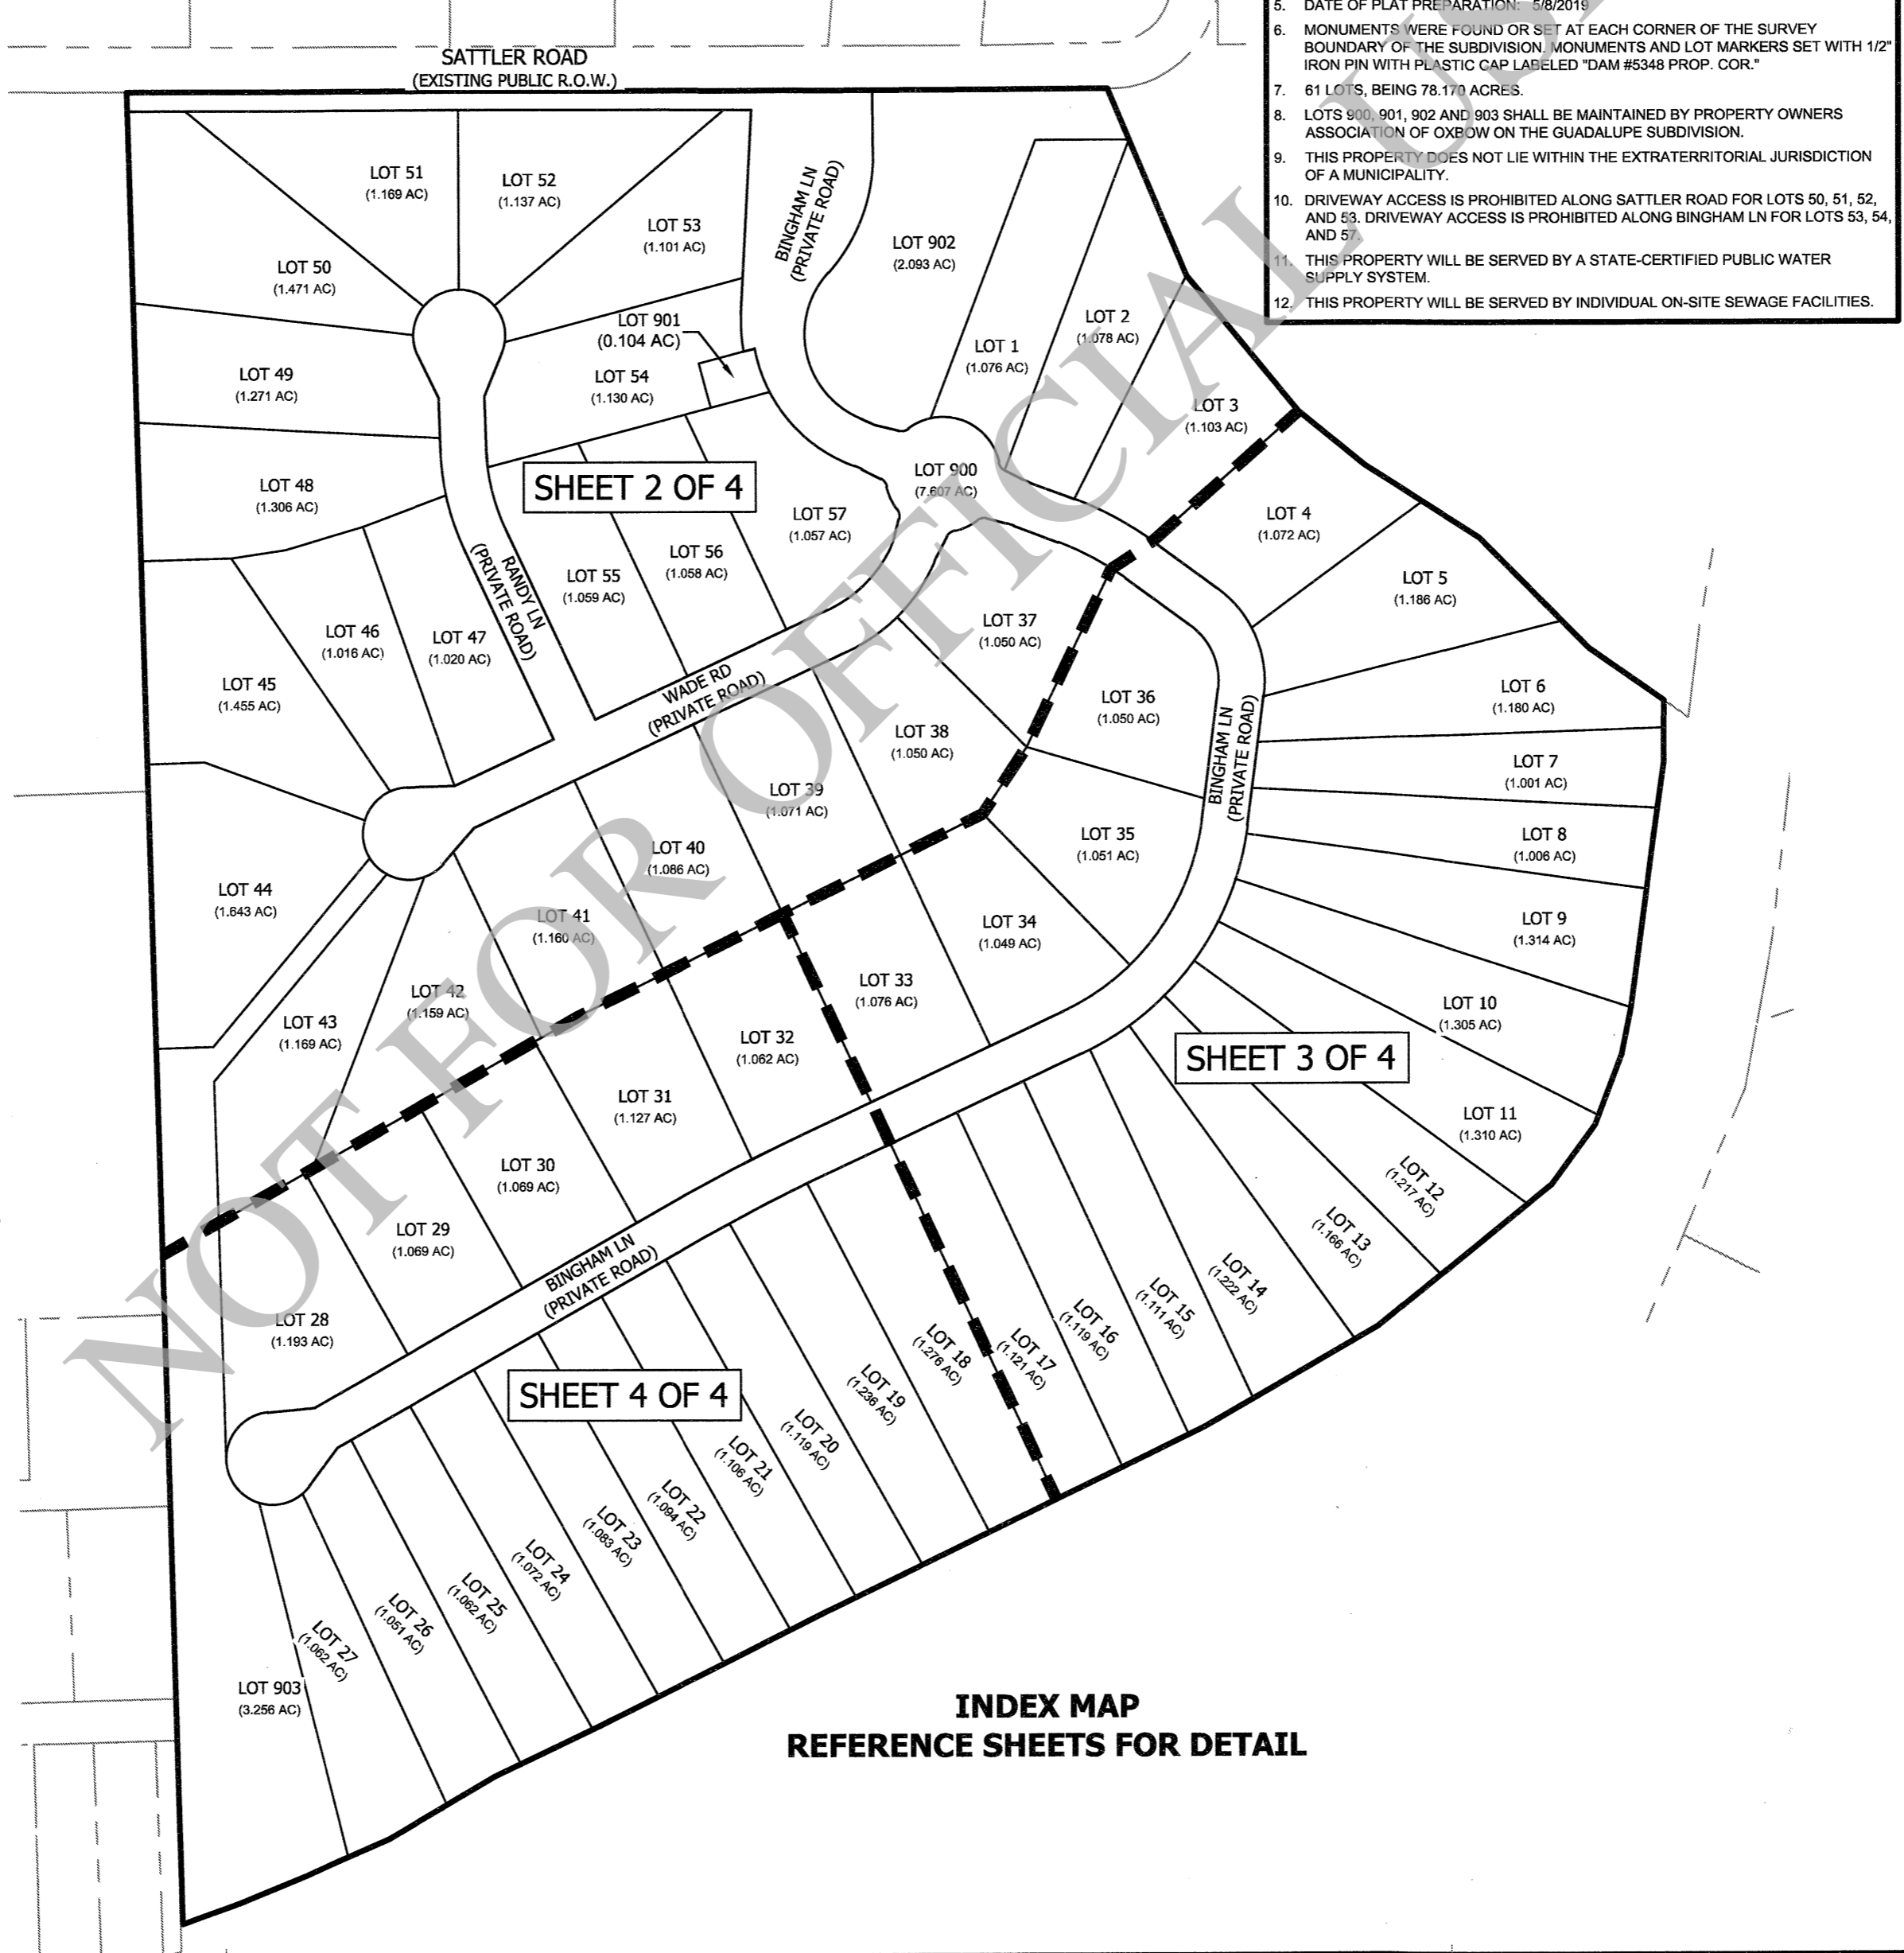 5. DATE OF PLAT PREPARATION: 5/8/2019
6. MONUMENTS WERE FOUND OR SET AT EACH CORNER OF THE SURVEY
BOUNDARY OF THE SUBDIVISION. MONUMENTS AND LOT MARKERS SET WITH 1/2"
IRON PIN WITH PLASTIC CAP LABELED "DAM #5348 PROP. COR."
7. 61 LOTS, BEING 78.170 ACRES.
8. LOTS 900, 901, 902 AND 903 SHALL BE MAINTAINED BY PROPERTY OWNERS
ASSOCIATION OF OXBOW ON THE GUADALUPE SUBDIVISION.
9. THIS PROPERTY DOES NOT LIE WITHIN THE EXTRATERRITORIAL JURISDICTION
OF A MUNICIPALITY.
10. DRIVEWAY ACCESS IS PROHIBITED ALONG SATTLER ROAD FOR LOTS 50, 51, 52,
AND 53. DRIVEWAY ACCESS IS PROHIBITED ALONG BINGHAM LN FOR LOTS 53, 54,
AND 57.
11. THIS PROPERTY WILL BE SERVED BY A STATE-CERTIFIED PUBLIC WATER
SUPPLY SYSTEM.
12. THIS PROPERTY WILL BE SERVED BY INDIVIDUAL ON-SITE SEWAGE FACILITIES.
SATTLER ROAD
(EXISTING PUBLIC R.O.W.)
LOT 51
(1.169 AC)
LOT 52
(1.137 AC)
LOT 53
(1.101 AC)
BINGHAM LN
(PRIVATE ROAD)
LOT 902
(2.093 AC)
LOT 50
(1.471 AC)
LOT 901
(0.104 AC)
LOT 1
(1.076 AC)
LOT 2
(1.078 AC)
LOT 49
(1.271 AC)
LOT 54
(1.130 AC)
LOT 3
(1.103 AC)
LOT 48
(1.306 AC)
SHEET 2 OF 4
LOT 900
(7.607 AC)
LOT 57
(1.057 AC)
LOT 4
(1.072 AC)
LOT 56
(1.058 AC)
LOT 55
(1.059 AC)
RANDY LN
(PRIVATE ROAD)
LOT 5
(1.186 AC)
LOT 46
(1.016 AC)
LOT 47
(1.020 AC)
LOT 37
(1.050 AC)
LOT 45
(1.455 AC)
WADE RD
(PRIVATE ROAD)
LOT 36
(1.050 AC)
LOT 6
(1.180 AC)
LOT 38
(1.050 AC)
BINGHAM LN
(PRIVATE ROAD)
LOT 7
(1.001 AC)
LOT 39
(1.071 AC)
LOT 40
(1.086 AC)
LOT 35
(1.051 AC)
LOT 8
(1.006 AC)
LOT 44
(1.643 AC)
LOT 41
(1.160 AC)
LOT 34
(1.049 AC)
LOT 9
(1.314 AC)
LOT 42
(1.159 AC)
LOT 33
(1.076 AC)
LOT 10
(1.305 AC)
LOT 43
(1.169 AC)
LOT 32
(1.062 AC)
SHEET 3 OF 4
LOT 31
(1.127 AC)
LOT 11
(1.310 AC)
LOT 30
(1.069 AC)
LOT 12
(1.217 AC)
LOT 29
(1.069 AC)
LOT 13
(1.166 AC)
BINGHAM LN
(PRIVATE ROAD)
LOT 14
(1.222 AC)
LOT 15
(1.111 AC)
LOT 16
(1.119 AC)
LOT 17
(1.121 AC)
LOT 18
(1.276 AC)
LOT 28
(1.193 AC)
SHEET 4 OF 4
LOT 19
(1.236 AC)
LOT 20
(1.119 AC)
LOT 21
(1.106 AC)
LOT 22
(1.094 AC)
LOT 23
(1.083 AC)
LOT 24
(1.072 AC)
LOT 25
(1.062 AC)
LOT 26
(1.051 AC)
LOT 27
(1.062 AC)
LOT 903
(3.256 AC)
INDEX MAP
REFERENCE SHEETS FOR DETAIL
NOT FOR OFFICIAL US